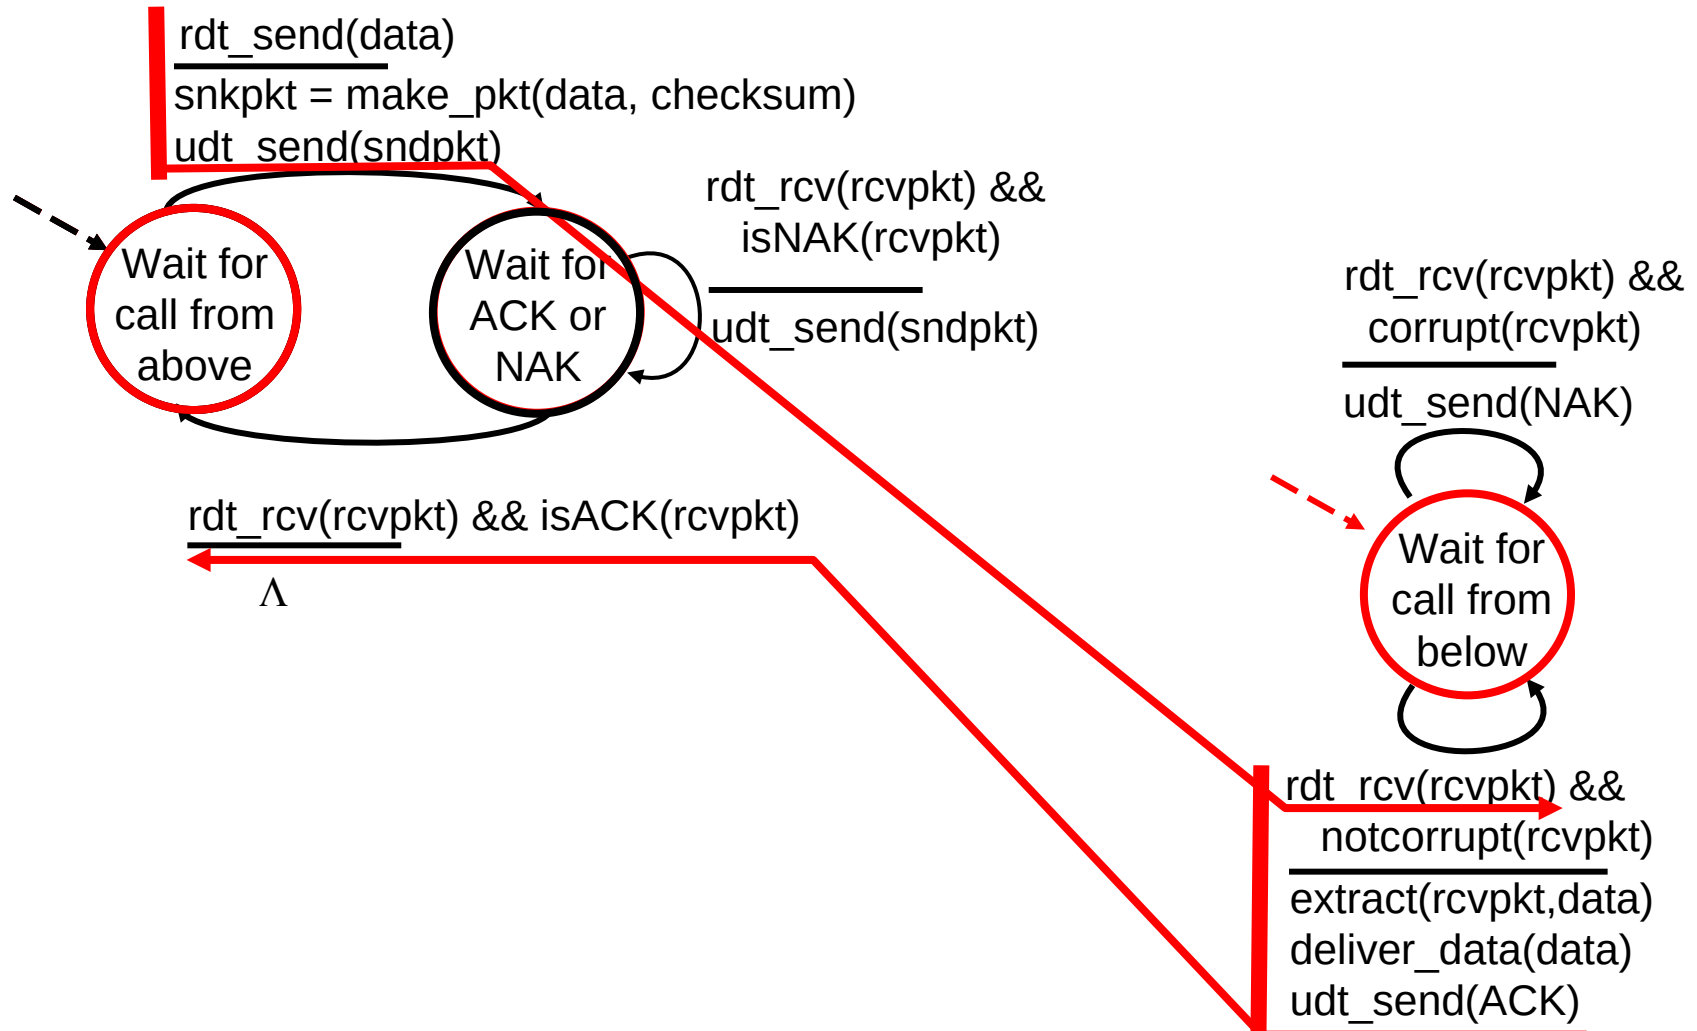 rdt_send(data)
snkpkt = make_pkt(data, checksum)
udt_send(sndpkt)
Wait for
call from
above
Wait for
ACK or
NAK
rdt_rcv(rcvpkt) &&
isNAK(rcvpkt)
udt_send(sndpkt)
rdt_rcv(rcvpkt) && isACK(rcvpkt)
Λ
rdt_rcv(rcvpkt) &&
corrupt(rcvpkt)
udt_send(NAK)
Wait for
call from
below
rdt_rcv(rcvpkt) &&
notcorrupt(rcvpkt)
extract(rcvpkt,data)
deliver_data(data)
udt_send(ACK)